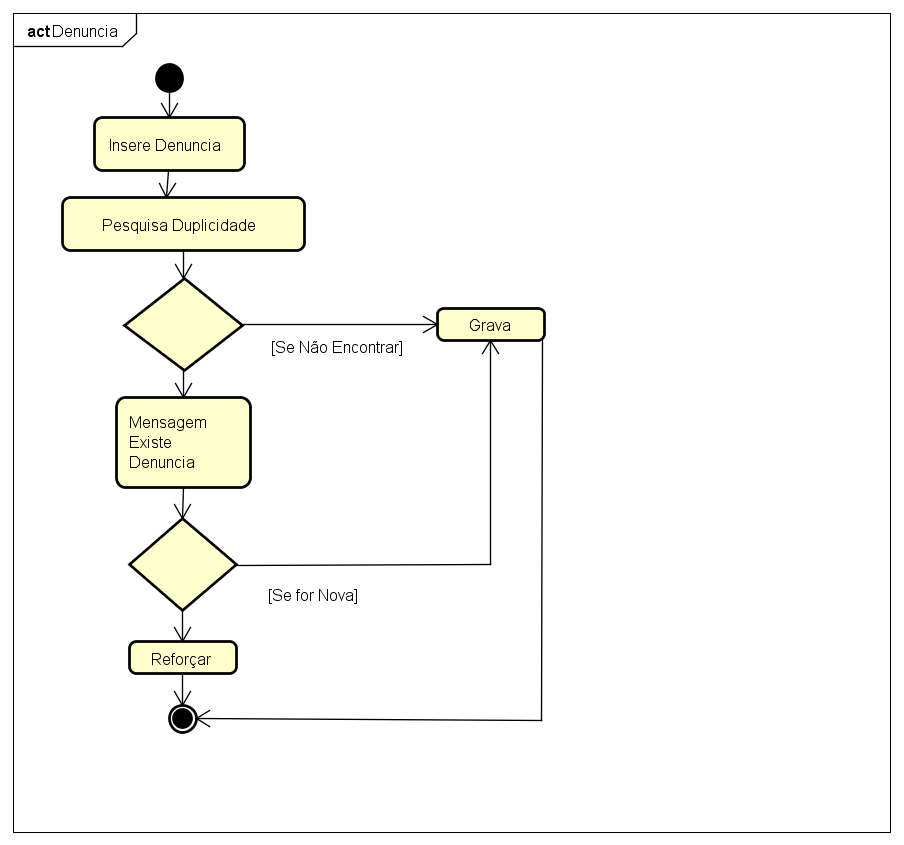 act Denuncia
Insere Denuncia
Pesquisa Duplicidade
Grava
[Se Não Encontrar]
Mensagem
Existe
Denuncia
[Se for Nova]
Reforçar